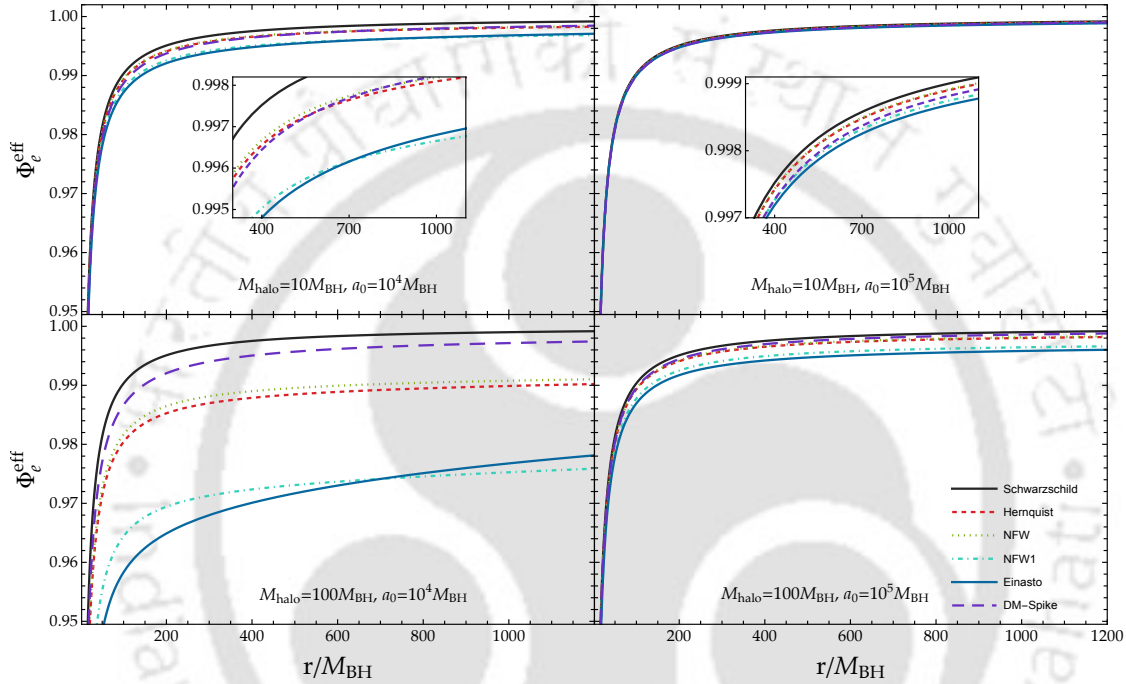 1.00
0.99
0.98
0.97
0.96
0.95
Φ_e^eff
0.998
0.997
0.996
0.995
400 700 1000
M_halo=10M_BH, a_0=10^4M_BH
0.999
0.998
0.997
400 700 1000
M_halo=10M_BH, a_0=10^5M_BH
1.00
0.99
0.98
0.97
0.96
0.95
Φ_e^eff
M_halo=100M_BH, a_0=10^4M_BH
200 400 600 800 1000
r/M_BH
Schwarzschild
Hernquist
NFW
NFW1
Einasto
DM-Spike
M_halo=100M_BH, a_0=10^5M_BH
200 400 600 800 1000 1200
r/M_BH